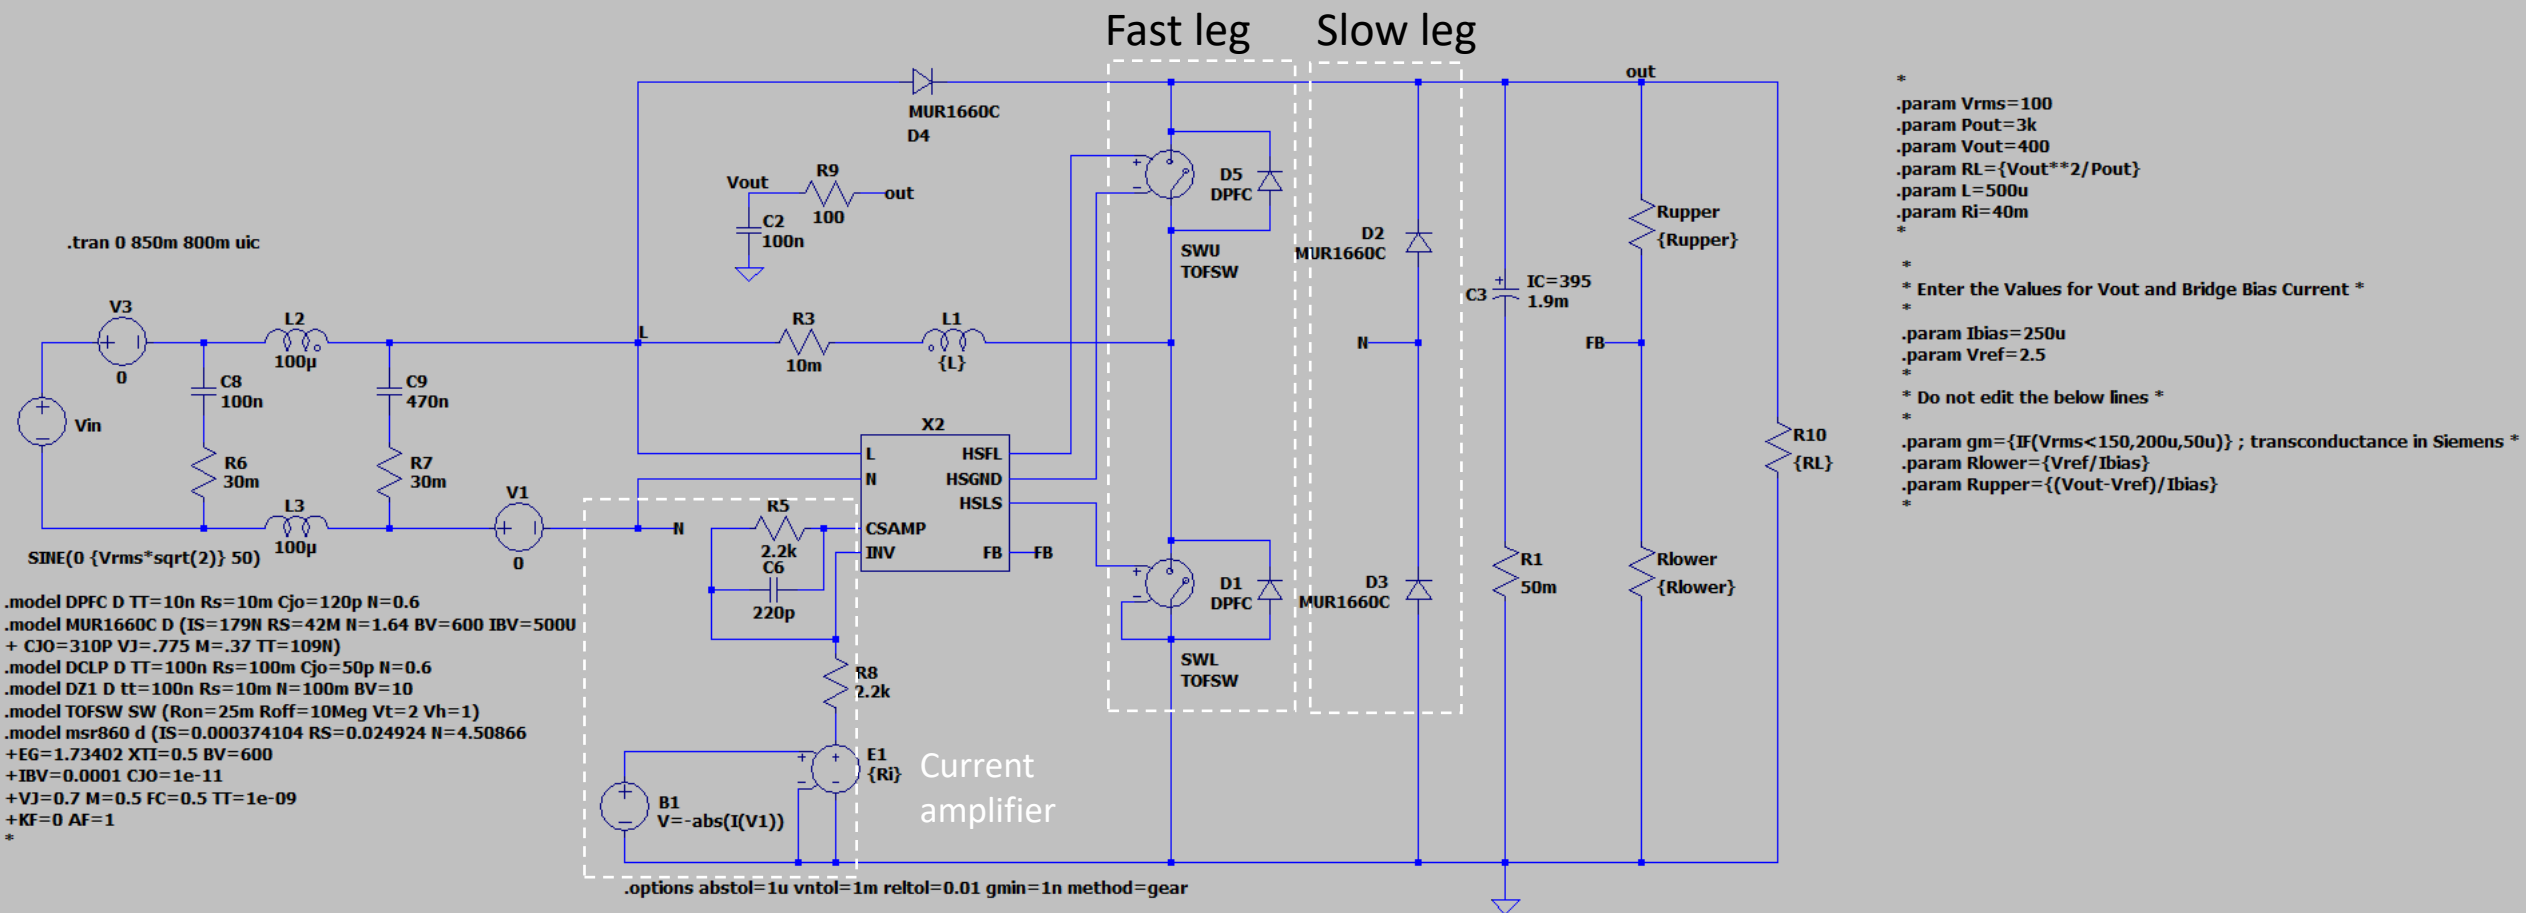 Fast leg
Slow leg
out
MUR1660C
D4
*
.param Vrms=100
.param Pout=3k
.param Vout=400
.param RL={Vout**2/Pout}
.param L=500u
.param Ri=40m
*
Vout
R9
100
out
C2
100n
+
-
D5
DPFC
SWU
TOFSW
D2
MUR1660C
Rupper
{Rupper}
.tran 0 850m 800m uic
*
* Enter the Values for Vout and Bridge Bias Current *
*
.param Ibias=250u
.param Vref=2.5
*
* Do not edit the below lines *
*
.param gm={IF(Vrms<150,200u,50u)} ; transconductance in Siemens *
.param Rlower={Vref/Ibias}
.param Rupper={(Vout-Vref)/Ibias}
*
C3
+
IC=395
1.9m
V3
+
0
L2
100µ
L
R3
10m
L1
{L}
N
FB
C8
100n
C9
470n
+
-
Vin
R6
30m
R7
30m
X2
L
N
CSAMP
INV
HSFL
HSGND
HSLS
FB
FB
R10
{RL}
V1
+
0
N
L3
100µ
SINE(0 {Vrms*sqrt(2)} 50)
R5
2.2k
C6
220p
+
-
D1
DPFC
SWL
TOFSW
D3
MUR1660C
R1
50m
Rlower
{Rlower}
.model DPFC D TT=10n Rs=10m Cjo=120p N=0.6
.model MUR1660C D (IS=179N RS=42M N=1.64 BV=600 IBV=500U
+ CJO=310P VJ=.775 M=.37 TT=109N)
.model DCLP D TT=100n Rs=100m Cjo=50p N=0.6
.model DZ1 D tt=100n Rs=10m N=100m BV=10
.model TOFSW SW (Ron=25m Roff=10Meg Vt=2 Vh=1)
.model msr860 d (IS=0.000374104 RS=0.024924 N=4.50866
+EG=1.73402 XTI=0.5 BV=600
+IBV=0.0001 CJO=1e-11
+VJ=0.7 M=0.5 FC=0.5 TT=1e-09
+KF=0 AF=1
*
R8
2.2k
+
-
+
-
E1
{Ri}
Current
amplifier
+
-
B1
V=-abs(I(V1))
.options abstol=1u vntol=1m reltol=0.01 gmin=1n method=gear